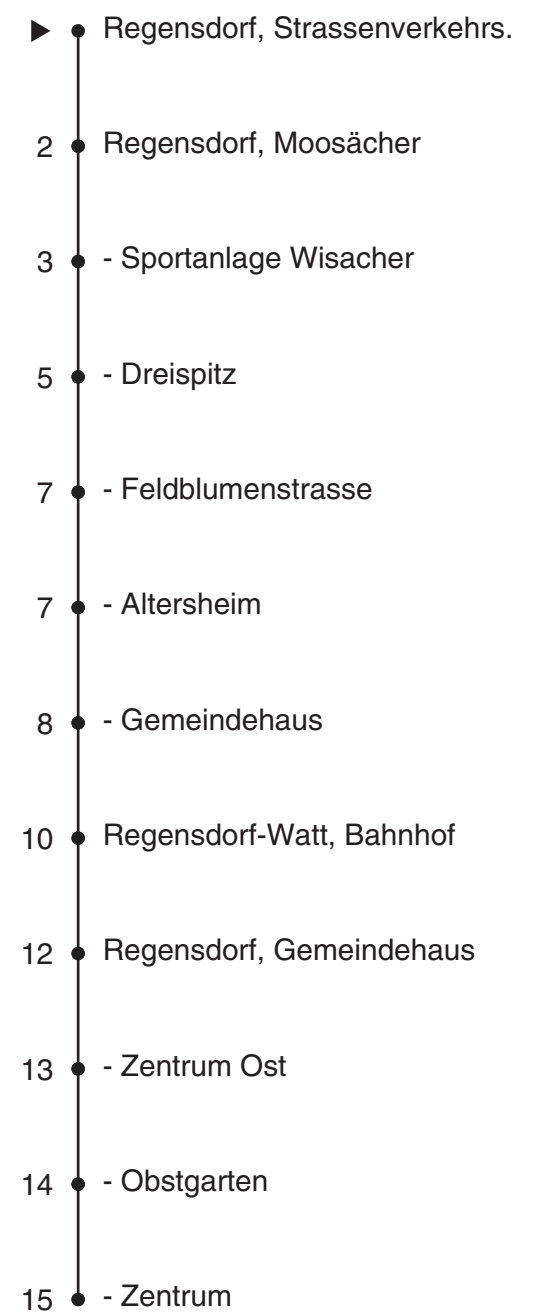 Regensdorf, Strassenverkehrs.
2 Regensdorf, Moosächer
3 - Sportanlage Wisacher
5 - Dreispitz
7 - Feldblumenstrasse
7 - Altersheim
8 - Gemeindehaus
10 Regensdorf-Watt, Bahnhof
12 Regensdorf, Gemeindehaus
13 - Zentrum Ost
14 - Obstgarten
15 - Zentrum